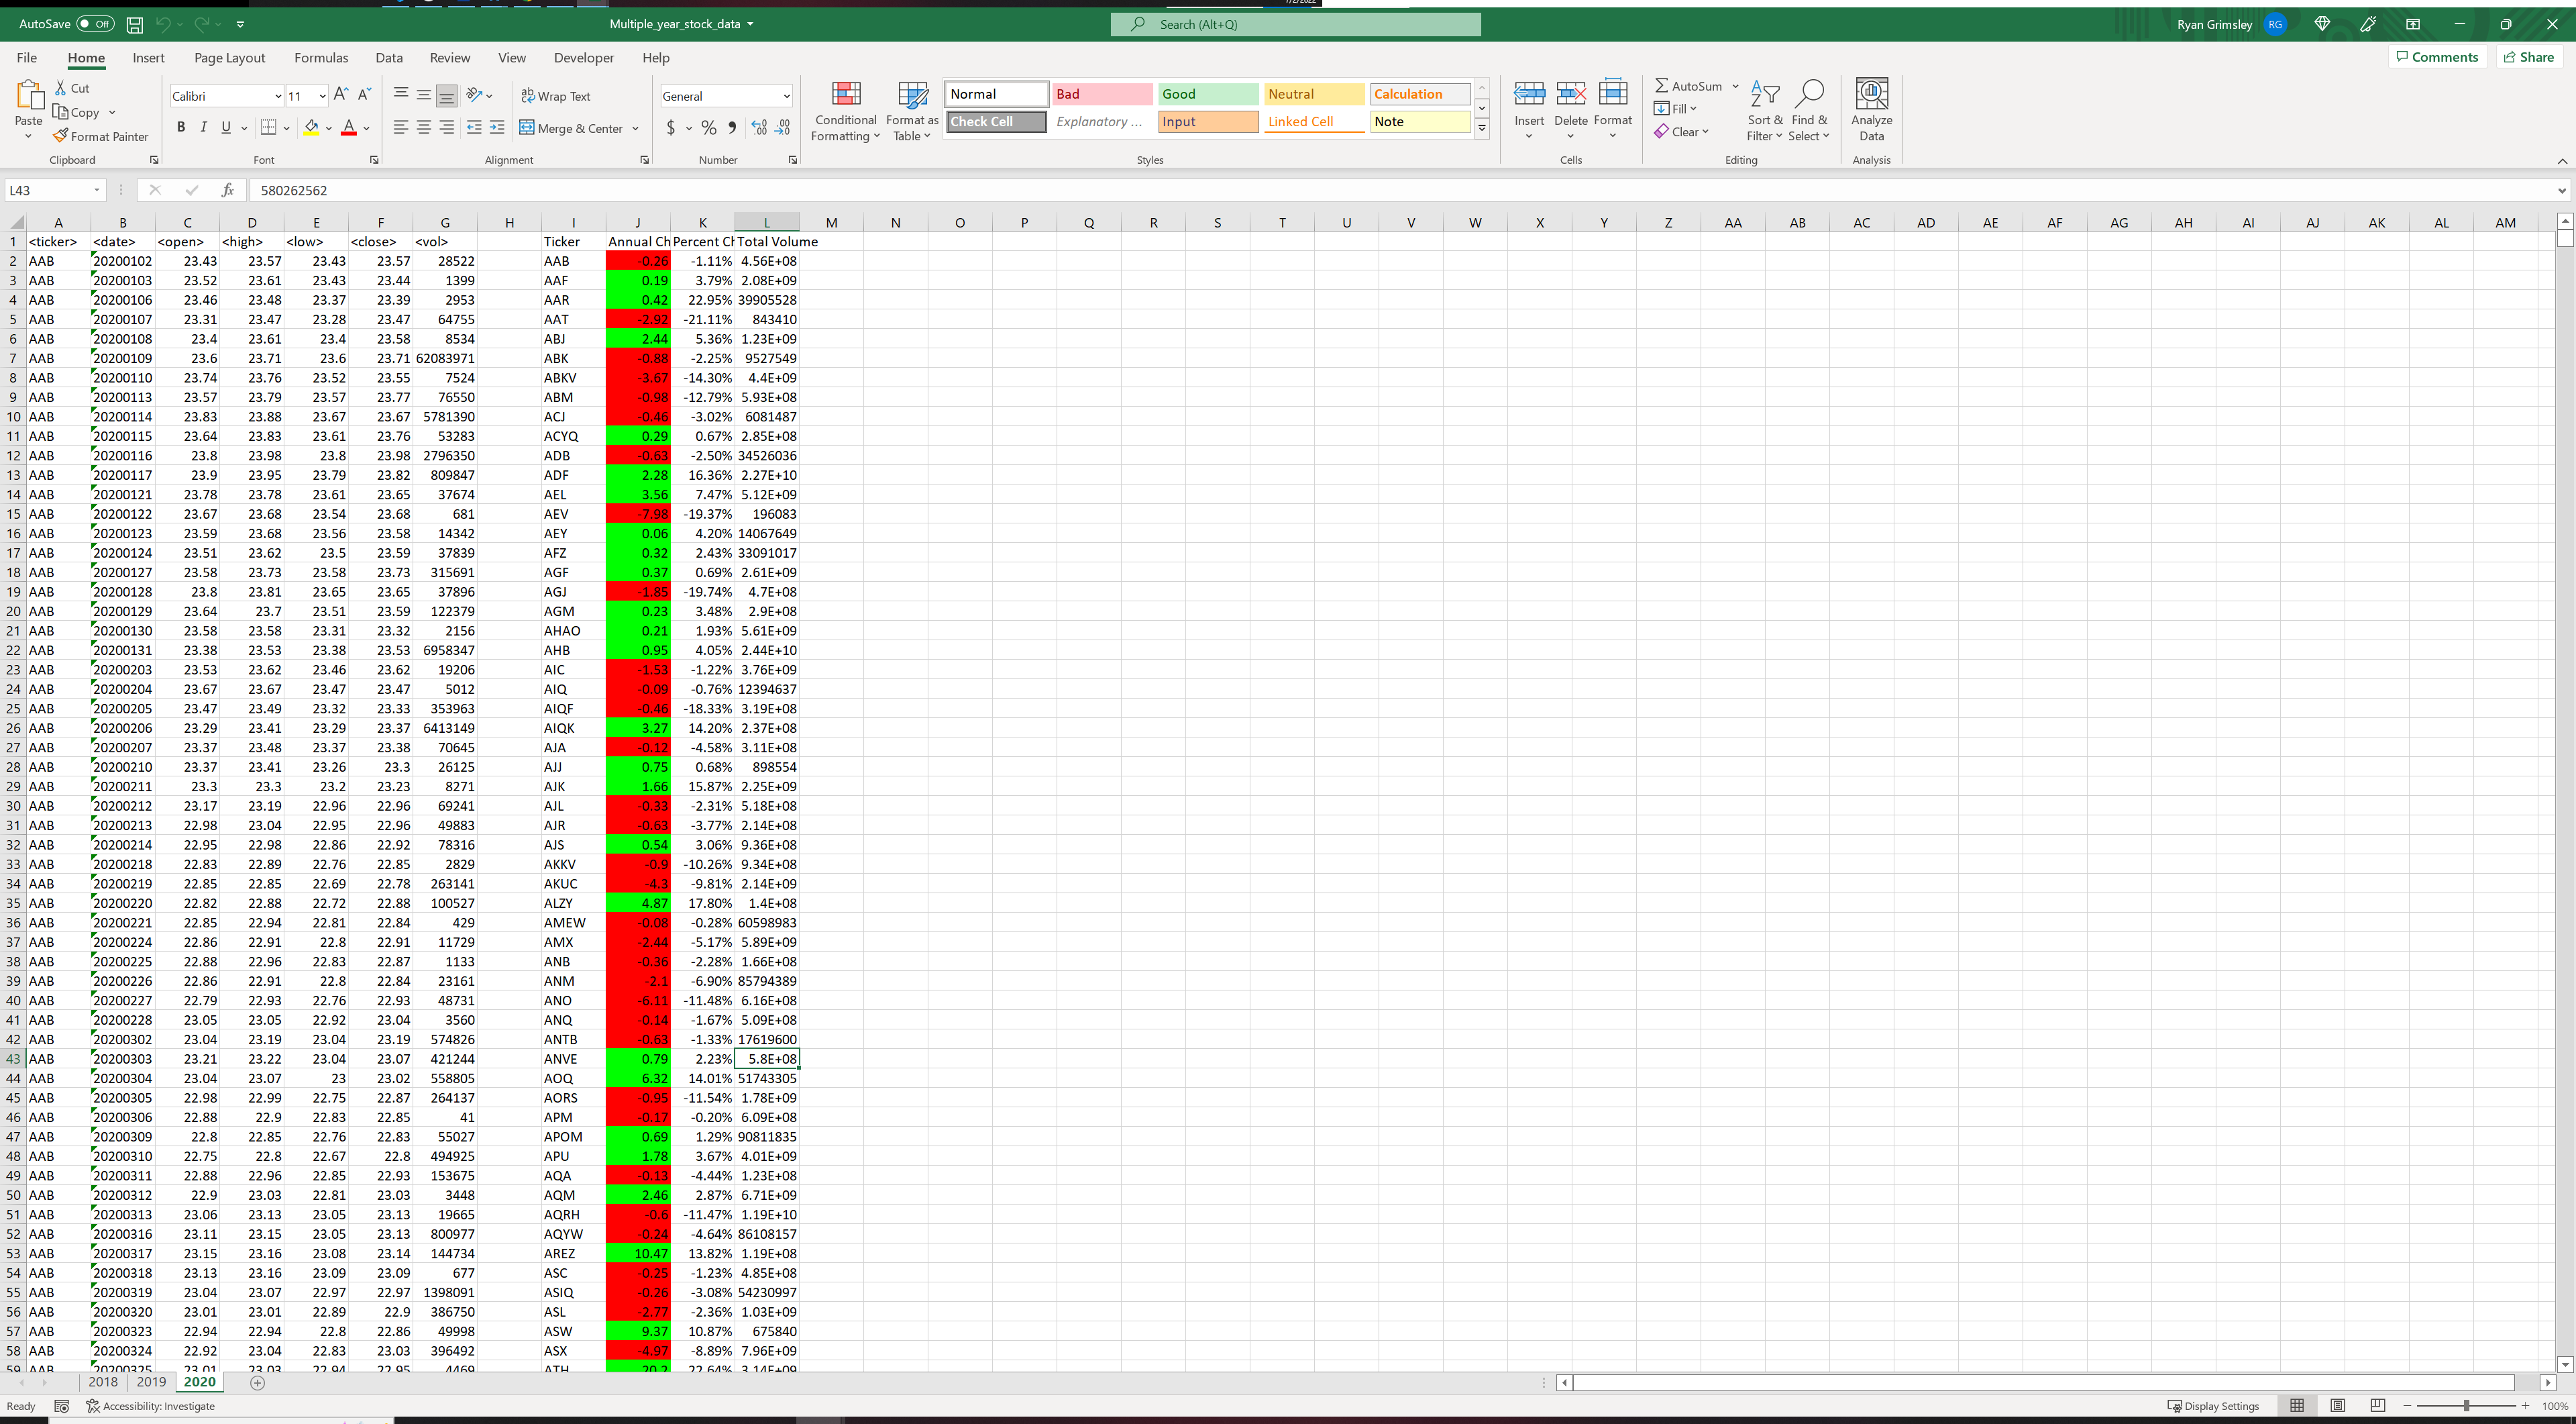 7/2/2022
AutoSave Off Multiple_year_stock_data Search (Alt+Q) Ryan Grimsley RG
File Home Insert Page Layout Formulas Data Review View Developer Help Comments Share
Paste Cut Copy Format Painter Clipboard
Calibri 11 B I U A Font
Wrap Text Merge & Center Alignment
General $ % Number
Conditional Formatting Format as Table
Normal Bad Good Neutral Calculation
Check Cell Explanatory ... Input Linked Cell Note
Styles
Insert Delete Format Cells
AutoSum Fill Clear Sort & Filter Find & Select Editing
Analyze Data Analysis
L43 fx 580262562
A B C D E F G H I J K L M N O P Q R S T U V W X Y Z AA AB AC AD AE AF AG AH AI AJ AK AL AM
1 <ticker> <date> <open> <high> <low> <close> <vol> Ticker Annual Ch Percent Ch Total Volume
2 AAB 20200102 23.43 23.57 23.43 23.57 28522 AAB -0.26 -1.11% 4.56E+08
3 AAB 20200103 23.52 23.61 23.43 23.44 1399 AAF 0.19 3.79% 2.08E+09
4 AAB 20200106 23.46 23.48 23.37 23.39 2953 AAR 0.42 22.95% 39905528
5 AAB 20200107 23.31 23.47 23.28 23.47 64755 AAT -2.92 -21.11% 843410
6 AAB 20200108 23.4 23.61 23.4 23.58 8534 ABJ 2.44 5.36% 1.23E+09
7 AAB 20200109 23.6 23.71 23.6 23.71 62083971 ABK -0.88 -2.25% 9527549
8 AAB 20200110 23.74 23.76 23.52 23.55 7524 ABKV -3.67 -14.30% 4.4E+09
9 AAB 20200113 23.57 23.79 23.57 23.77 76550 ABM -0.98 -12.79% 5.93E+08
10 AAB 20200114 23.83 23.88 23.67 23.67 5781390 ACJ -0.46 -3.02% 6081487
11 AAB 20200115 23.64 23.83 23.61 23.76 53283 ACYQ 0.29 0.67% 2.85E+08
12 AAB 20200116 23.8 23.98 23.8 23.98 2796350 ADB -0.63 -2.50% 34526036
13 AAB 20200117 23.9 23.95 23.79 23.82 809847 ADF 2.28 16.36% 2.27E+10
14 AAB 20200121 23.78 23.78 23.61 23.65 37674 AEL 3.56 7.47% 5.12E+09
15 AAB 20200122 23.67 23.68 23.54 23.68 681 AEV -7.98 -19.37% 196083
16 AAB 20200123 23.59 23.68 23.56 23.58 14342 AEY 0.06 4.20% 14067649
17 AAB 20200124 23.51 23.62 23.5 23.59 37839 AFZ 0.32 2.43% 33091017
18 AAB 20200127 23.58 23.73 23.58 23.73 315691 AGF 0.37 0.69% 2.61E+09
19 AAB 20200128 23.8 23.81 23.65 23.65 37896 AGJ -1.85 -19.74% 4.7E+08
20 AAB 20200129 23.64 23.7 23.51 23.59 122379 AGM 0.23 3.48% 2.9E+08
21 AAB 20200130 23.58 23.58 23.31 23.32 2156 AHAO 0.21 1.93% 5.61E+09
22 AAB 20200131 23.38 23.53 23.38 23.53 6958347 AHB 0.95 4.05% 2.44E+10
23 AAB 20200203 23.53 23.62 23.46 23.62 19206 AIC -1.53 -1.22% 3.76E+09
24 AAB 20200204 23.67 23.67 23.47 23.47 5012 AIQ -0.09 -0.76% 12394637
25 AAB 20200205 23.47 23.49 23.32 23.33 353963 AIQF -0.46 -18.33% 3.19E+08
26 AAB 20200206 23.29 23.41 23.29 23.37 6413149 AIQK 3.27 14.20% 2.37E+08
27 AAB 20200207 23.37 23.48 23.37 23.38 70645 AJA -0.12 -4.58% 3.11E+08
28 AAB 20200210 23.37 23.41 23.26 23.3 26125 AJJ 0.75 0.68% 898554
29 AAB 20200211 23.3 23.3 23.2 23.23 8271 AJK 1.66 15.87% 2.25E+09
30 AAB 20200212 23.17 23.19 22.96 22.96 69241 AJL -0.33 -2.31% 5.18E+08
31 AAB 20200213 22.98 23.04 22.95 22.96 49883 AJR -0.63 -3.77% 2.14E+08
32 AAB 20200214 22.95 22.98 22.86 22.92 78316 AJS 0.54 3.06% 9.36E+08
33 AAB 20200218 22.83 22.89 22.76 22.85 2829 AKKV -0.9 -10.26% 9.34E+08
34 AAB 20200219 22.85 22.85 22.69 22.78 263141 AKUC -4.3 -9.81% 2.14E+09
35 AAB 20200220 22.82 22.88 22.72 22.88 100527 ALZY 4.87 17.80% 1.4E+08
36 AAB 20200221 22.85 22.94 22.81 22.84 429 AMEW -0.08 -0.28% 60598983
37 AAB 20200224 22.86 22.91 22.8 22.91 11729 AMX -2.44 -5.17% 5.89E+09
38 AAB 20200225 22.88 22.96 22.83 22.87 1133 ANB -0.36 -2.28% 1.66E+08
39 AAB 20200226 22.86 22.91 22.8 22.84 23161 ANM -2.1 -6.90% 85794389
40 AAB 20200227 22.79 22.93 22.76 22.93 48731 ANO -6.11 -11.48% 6.16E+08
41 AAB 20200228 23.05 23.05 22.92 23.04 3560 ANQ -0.14 -1.67% 5.09E+08
42 AAB 20200302 23.04 23.19 23.04 23.19 574826 ANTB -0.63 -1.33% 17619600
43 AAB 20200303 23.21 23.22 23.04 23.07 421244 ANVE 0.79 2.23% 5.8E+08
44 AAB 20200304 23.04 23.07 23 23.02 558805 AOQ 6.32 14.01% 51743305
45 AAB 20200305 22.98 22.99 22.75 22.87 264137 AORS -0.95 -11.54% 1.78E+09
46 AAB 20200306 22.88 22.9 22.83 22.85 41 APM -0.17 -0.20% 6.09E+08
47 AAB 20200309 22.8 22.85 22.76 22.83 55027 APOM 0.69 1.29% 90811835
48 AAB 20200310 22.75 22.8 22.67 22.8 494925 APU 1.78 3.67% 4.01E+09
49 AAB 20200311 22.88 22.96 22.85 22.93 153675 AQA -0.13 -4.44% 1.23E+08
50 AAB 20200312 22.9 23.03 22.81 23.03 3448 AQM 2.46 2.87% 6.71E+09
51 AAB 20200313 23.06 23.13 23.05 23.13 19665 AQRH -0.6 -11.47% 1.19E+10
52 AAB 20200316 23.11 23.15 23.05 23.13 800977 AQYW -0.24 -4.64% 86108157
53 AAB 20200317 23.15 23.16 23.08 23.14 144734 AREZ 10.47 13.82% 1.19E+08
54 AAB 20200318 23.13 23.16 23.09 23.09 677 ASC -0.25 -1.23% 4.85E+08
55 AAB 20200319 23.04 23.07 22.97 22.97 1398091 ASIQ -0.26 -3.08% 54230997
56 AAB 20200320 23.01 23.01 22.89 22.9 386750 ASL -2.77 -2.36% 1.03E+09
57 AAB 20200323 22.94 22.94 22.8 22.86 49998 ASW 9.37 10.87% 675840
58 AAB 20200324 22.92 23.04 22.83 23.03 396492 ASX -4.97 -8.89% 7.96E+09
59 AAB 20200325 23.01 23.03 22.94 22.95 4469 ATH 20.2 22.64% 3.14E+09
2018 2019 2020
Ready Accessibility: Investigate Display Settings 100%